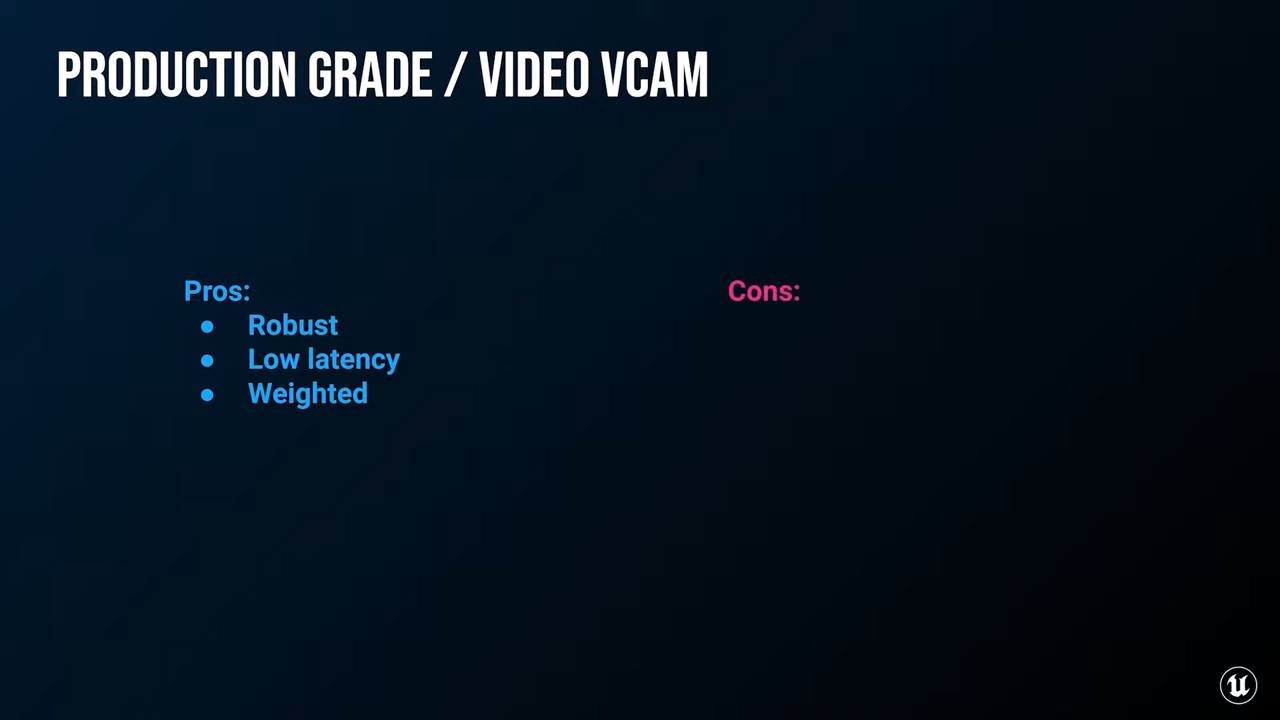 PRODUCTION GRADE / VIDEO VCAM
Pros:
● Robust
● Low latency
● Weighted
Cons: